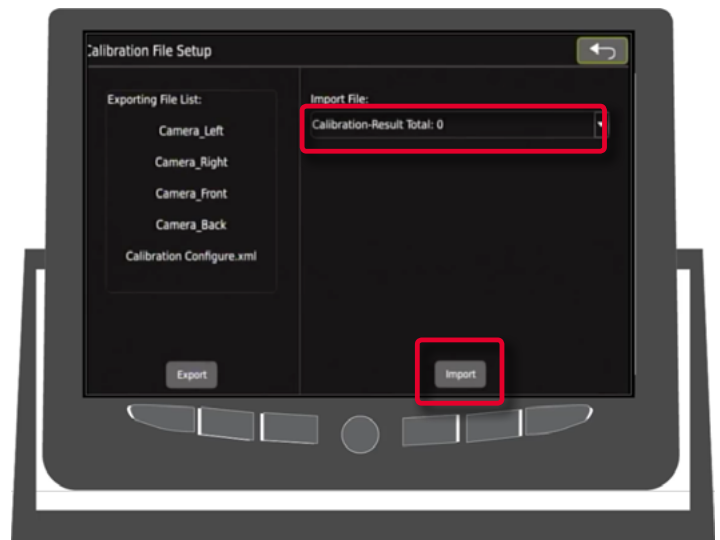 Calibration File Setup
Exporting File List:
Camera_Left
Camera_Right
Camera_Front
Camera_Back
Calibration Configure.xml
Export
Import File:
Calibration-Result Total: 0
Import